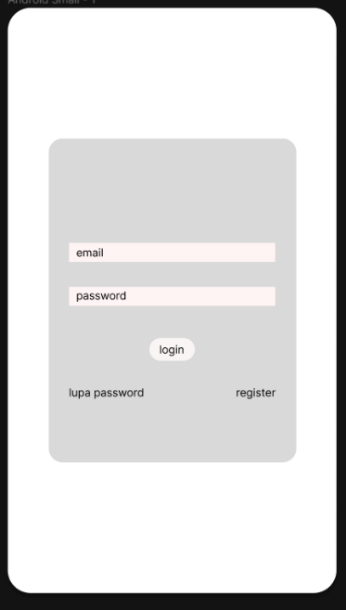 Android Small - 1
email
password
login
lupa password
register